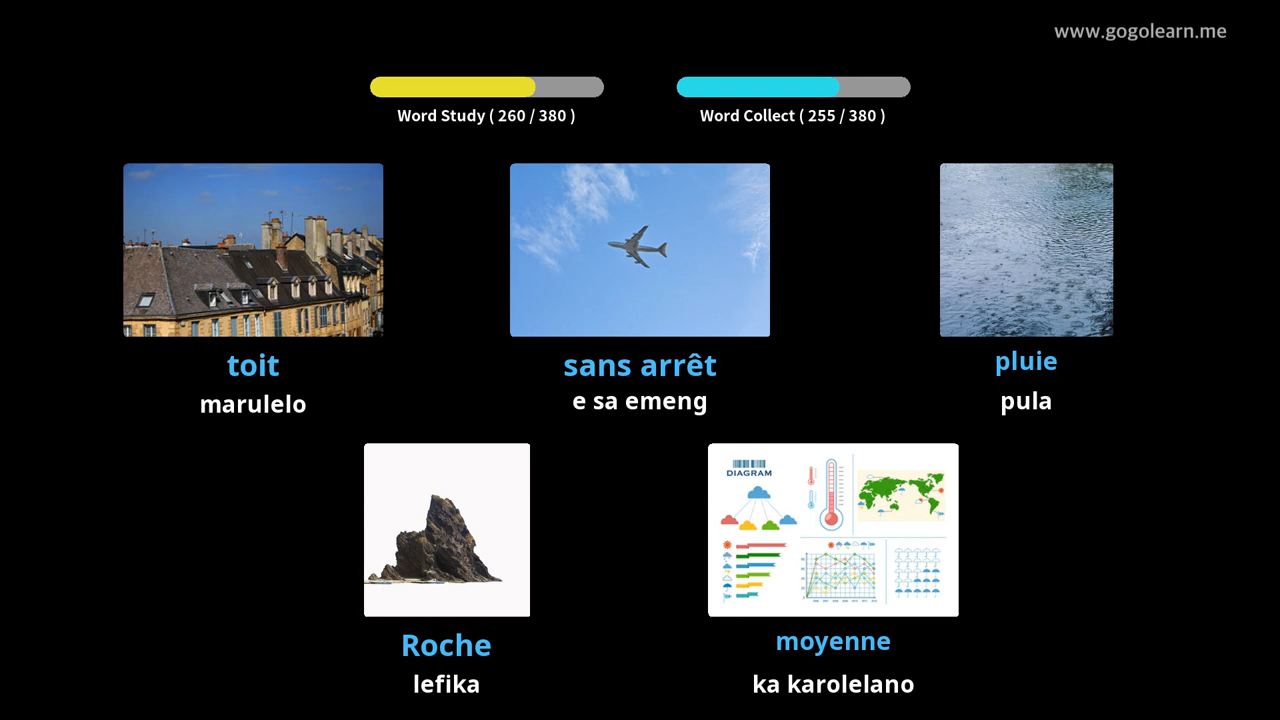 www.gogolearn.me
Word Study ( 260 / 380 )
Word Collect ( 255 / 380 )
toit
marulelo
sans arrêt
e sa emeng
pluie
pula
Roche
lefika
DIAGRAM
moyenne
ka karolelano